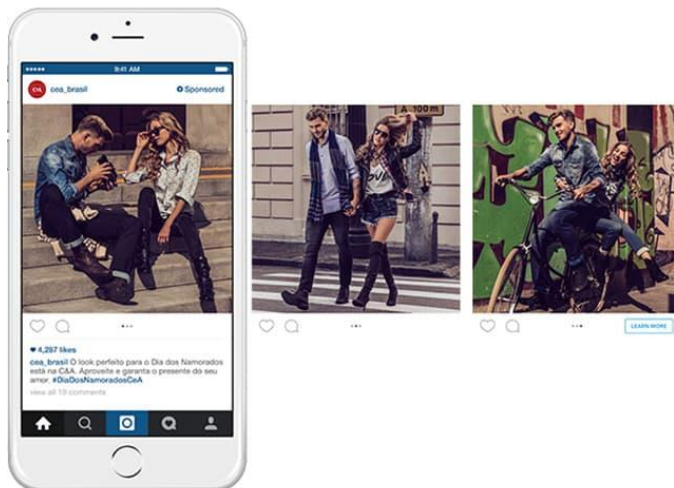 9:41 AM
C&A
cea_brasil
Sponsored
A 100 m
♥ 4,287 likes
cea_brasil O look perfeito para o Dia dos Namorados
está na C&A. Aproveite e garanta o presente do seu
amor. #DiaDosNamoradosCeA
view all 19 comments
LEARN MORE